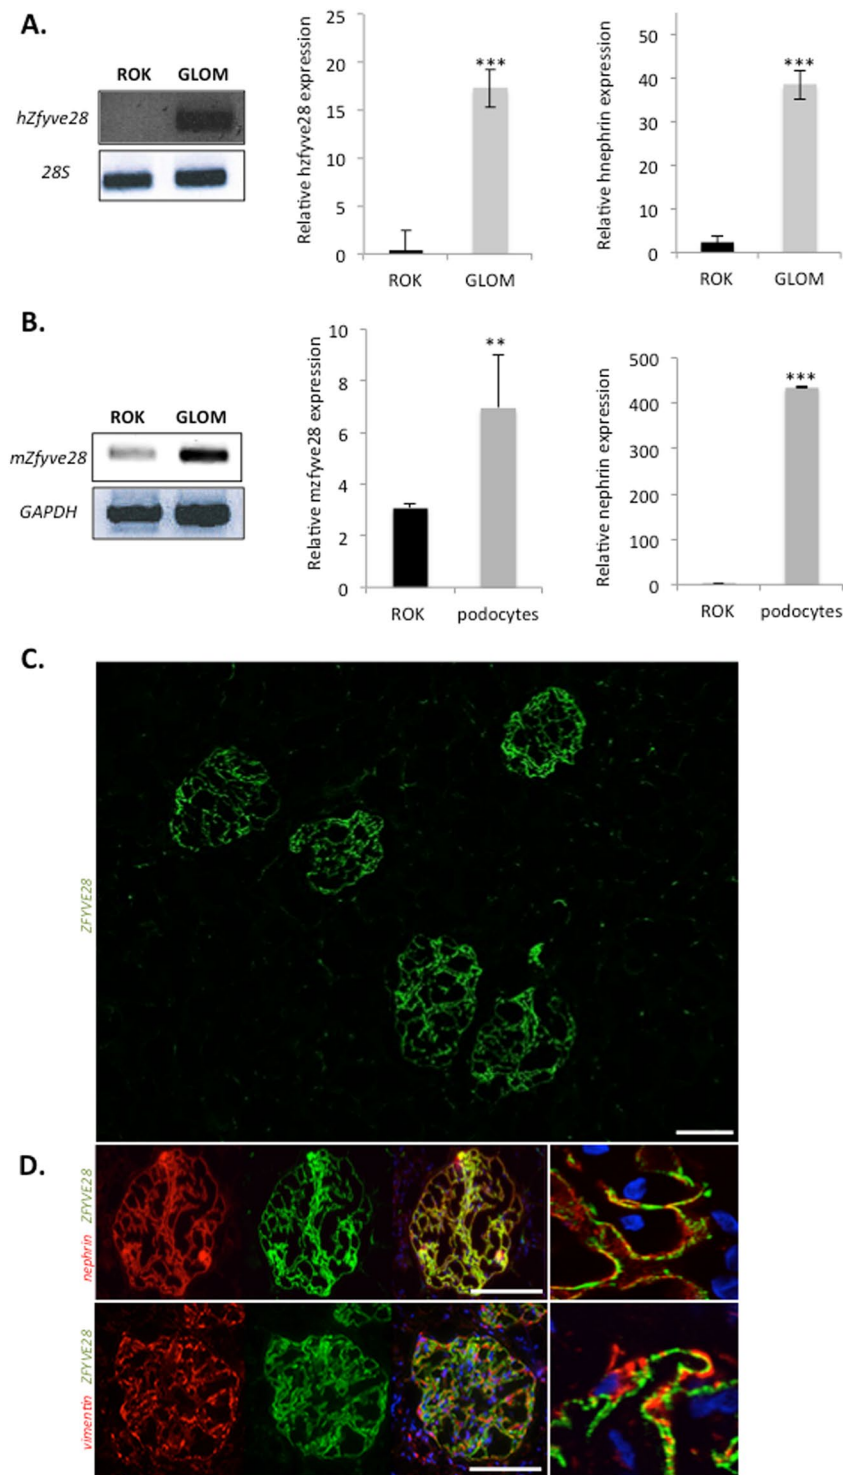 A.
ROK GLOM
hZfyve28
28S
Relative hzfyve28 expression
25
20
15
10
5
0
***
ROK GLOM
Relative hnephrin expression
50
40
30
20
10
0
***
ROK GLOM
B.
ROK GLOM
mZfyve28
GAPDH
Relative mzfyve28 expression
10
8
6
4
2
0
**
ROK podocytes
Relative nephrin expression
500
400
300
200
100
0
***
ROK podocytes
C.
ZFYVE28
D.
nephrin ZFYVE28
vimentin ZFYVE28